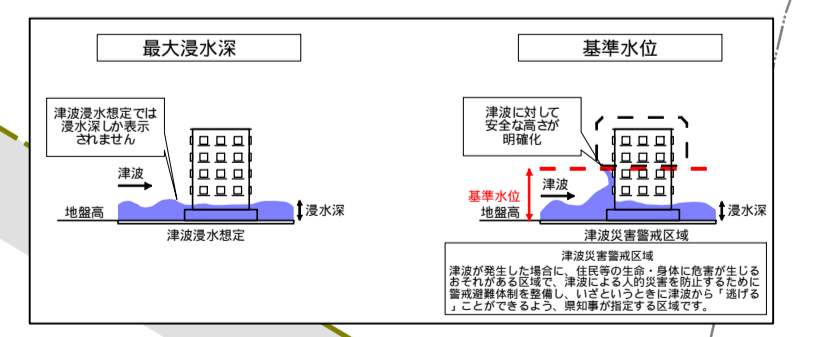 最大浸水深
津波浸水想定では
浸水深しか表示
されません
津波
地盤高
浸水深
津波浸水想定
基準水位
津波に対して
安全な高さが
明確化
津波
基準水位
地盤高
浸水深
津波災害警戒区域
津波災害警戒区域
津波が発生した場合に、住民等の生命・身体に危害が生じる
おそれがある区域で、津波による人的災害を防止するために
警戒避難体制を整備し、いざというときに津波から「逃げる
」ことができるよう、県知事が指定する区域です。